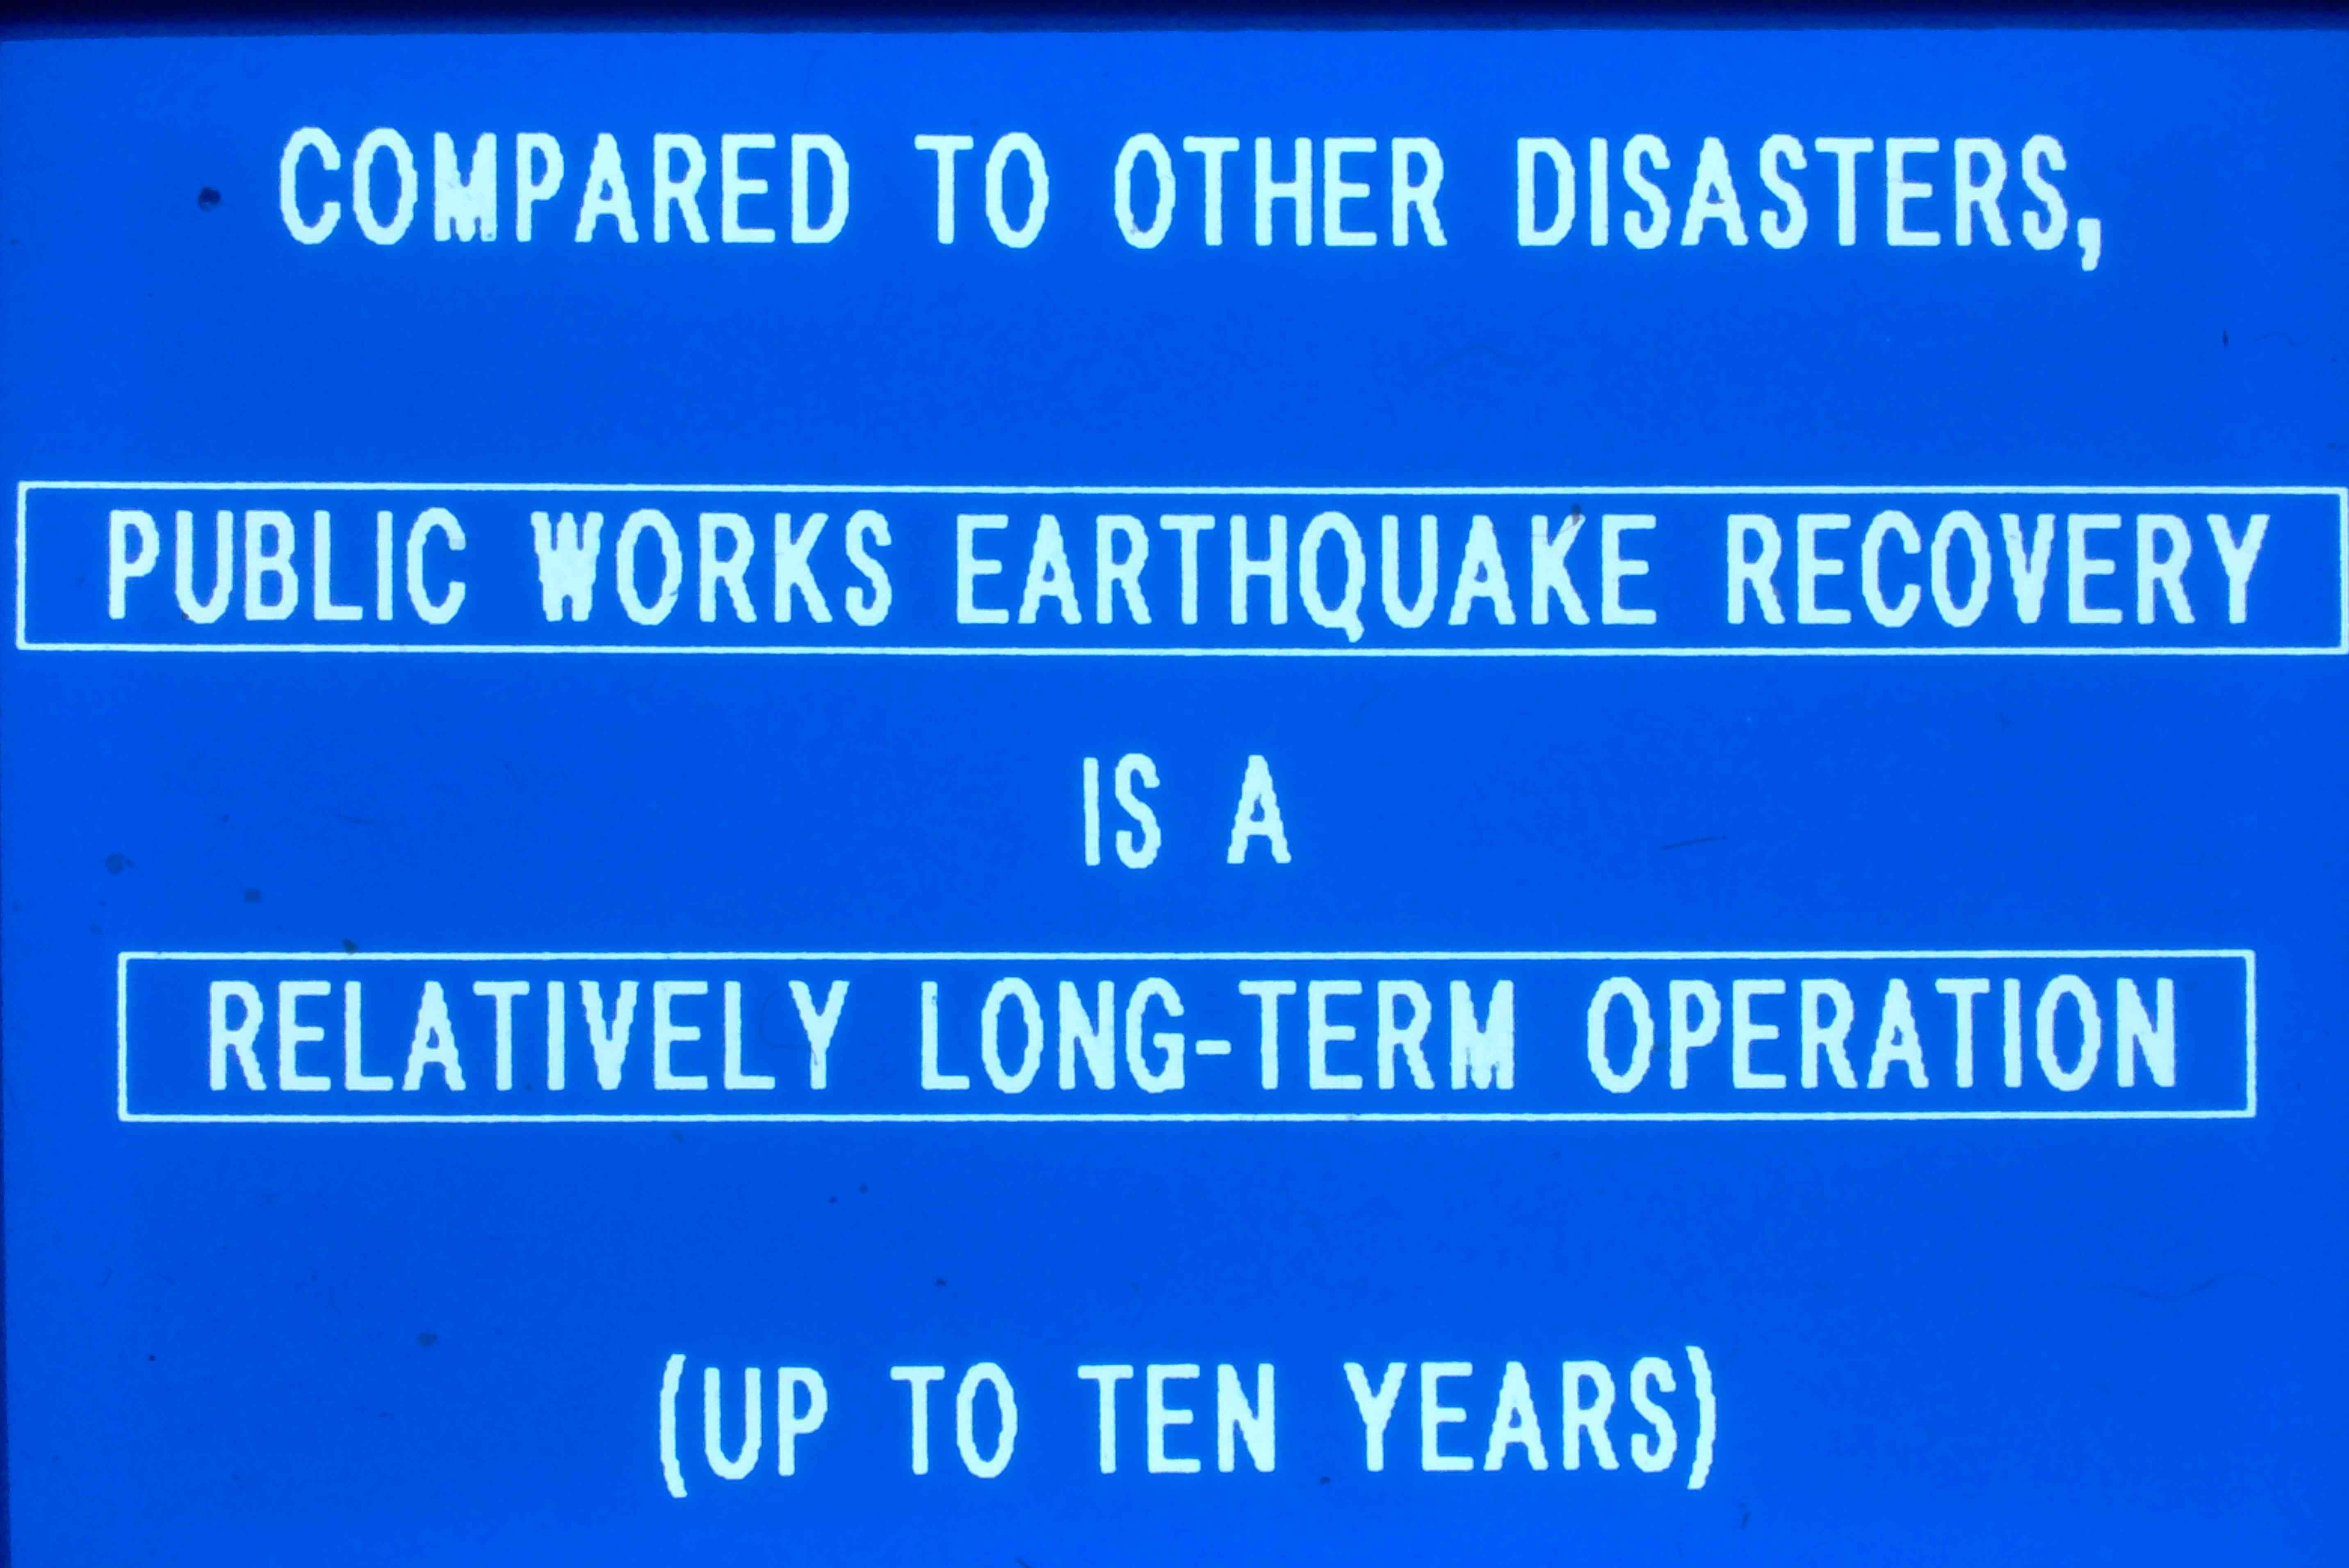 COMPARED TO OTHER DISASTERS,
PUBLIC WORKS EARTHQUAKE RECOVERY
IS A
RELATIVELY LONG-TERM OPERATION
(UP TO TEN YEARS)